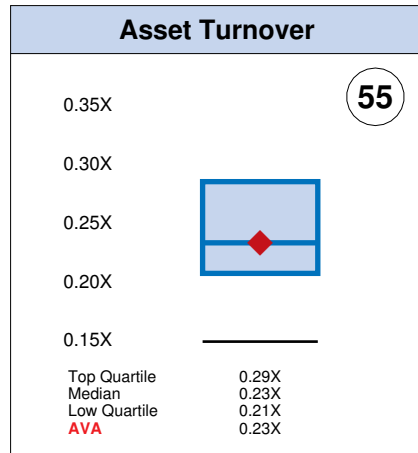 Asset Turnover
55
0.35X
0.30X
0.25X
0.20X
0.15X
Top Quartile 0.29X
Median 0.23X
Low Quartile 0.21X
AVA 0.23X